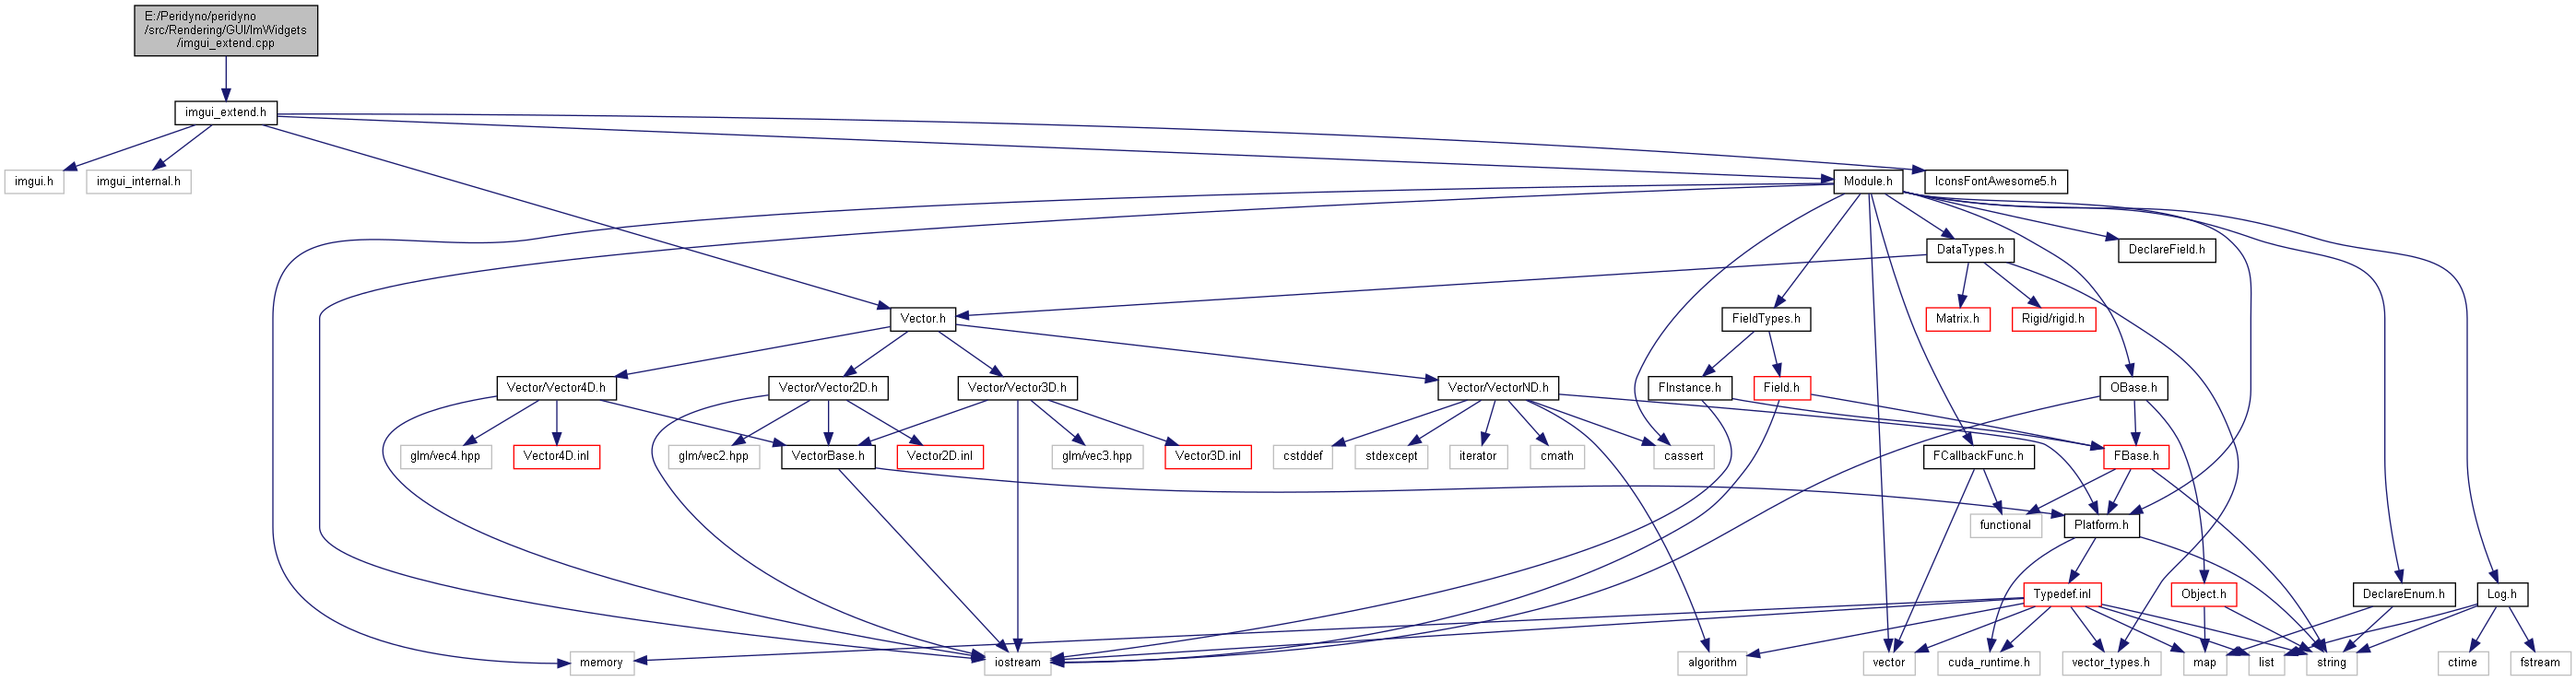 E:/Peridyno/peridyno
/src/Rendering/GUI/ImWidgets
/imgui_extend.cpp
imgui_extend.h
imgui.h
imgui_internal.h
Module.h
IconsFontAwesome5.h
DataTypes.h
DeclareField.h
Vector.h
FieldTypes.h
Matrix.h
Rigid/rigid.h
Vector/Vector4D.h
Vector/Vector2D.h
Vector/Vector3D.h
Vector/VectorND.h
FInstance.h
Field.h
OBase.h
glm/vec4.hpp
Vector4D.inl
glm/vec2.hpp
VectorBase.h
Vector2D.inl
glm/vec3.hpp
Vector3D.inl
cstddef
stdexcept
iterator
cmath
cassert
FCallbackFunc.h
FBase.h
functional
Platform.h
Typedef.inl
Object.h
DeclareEnum.h
Log.h
memory
iostream
algorithm
vector
cuda_runtime.h
vector_types.h
map
list
string
ctime
fstream